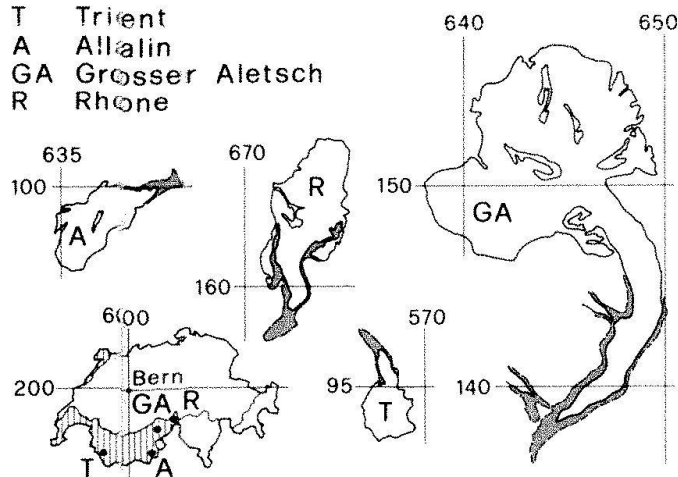 T Trient
A Allalin
GA Grosser Aletsch
R Rhone
640 650
635
670
100
R
150
A
GA
160
600
570
200
Bern
95
140
GA R
T
T A